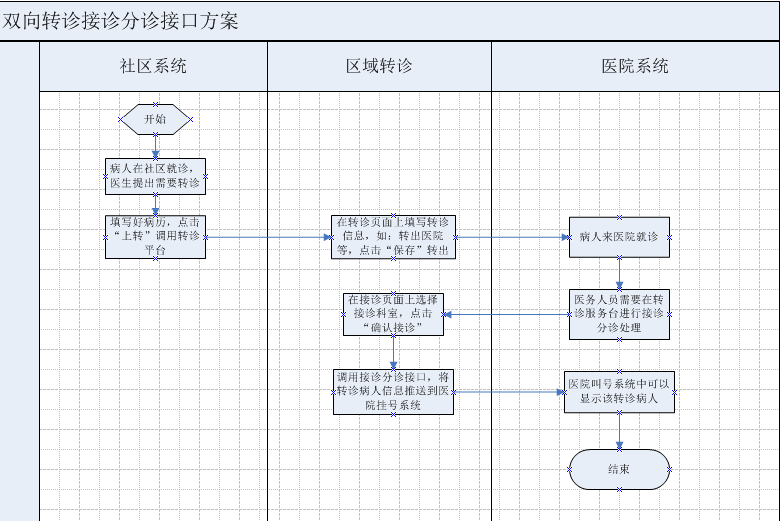 双向转诊接诊分诊接口方案
社区系统
区域转诊
医院系统
开始
病人在社区就诊，
医生提出需要转诊
填写好病历，点击
“上转”调用转诊
平台
在转诊页面上填写转诊
信息，如：转出医院
等，点击“保存”转出
病人来医院就诊
医务人员需要在转
诊服务台进行接诊
分诊处理
在接诊页面上选择
接诊科室，点击
“确认接诊”
调用接诊分诊接口，将
转诊病人信息推送到医
院挂号系统
医院叫号系统中可以
显示该转诊病人
结束